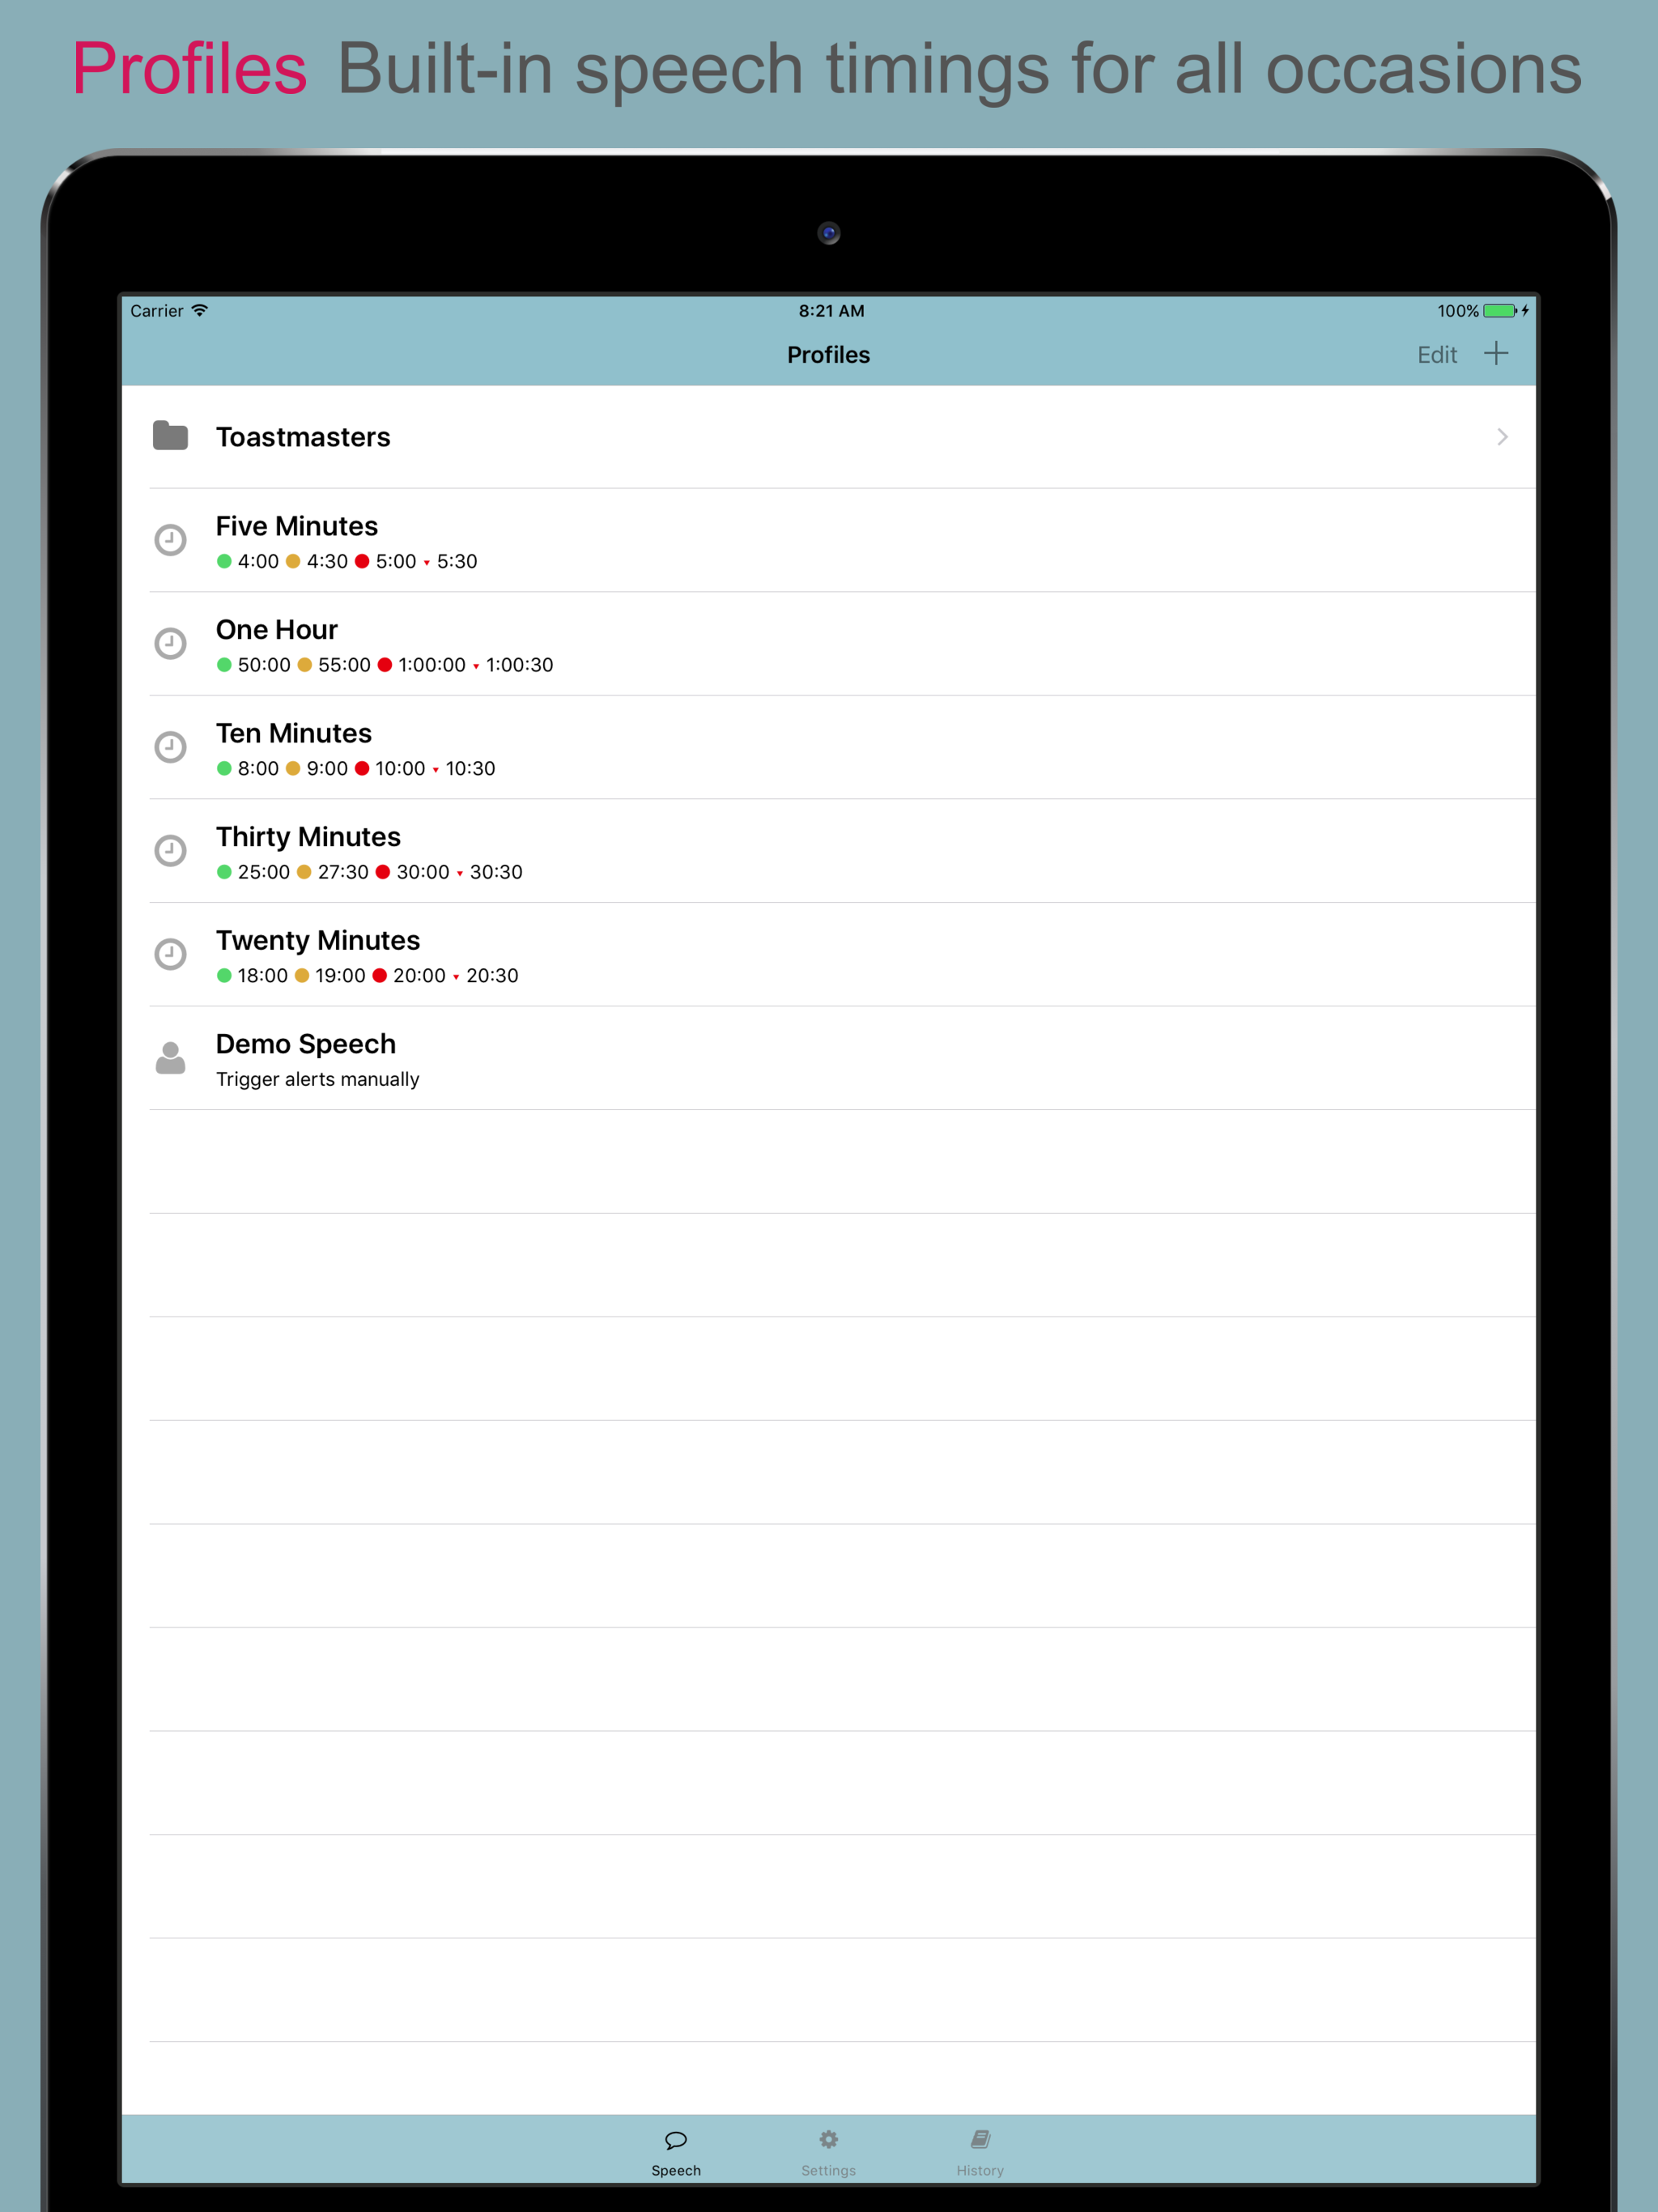 Profiles Built-in speech timings for all occasions
Carrier 8:21 AM 100%
Profiles Edit
Toastmasters
Five Minutes
4:00 4:30 5:00 5:30
One Hour
50:00 55:00 1:00:00 1:00:30
Ten Minutes
8:00 9:00 10:00 10:30
Thirty Minutes
25:00 27:30 30:00 30:30
Twenty Minutes
18:00 19:00 20:00 20:30
Demo Speech
Trigger alerts manually
Speech Settings History